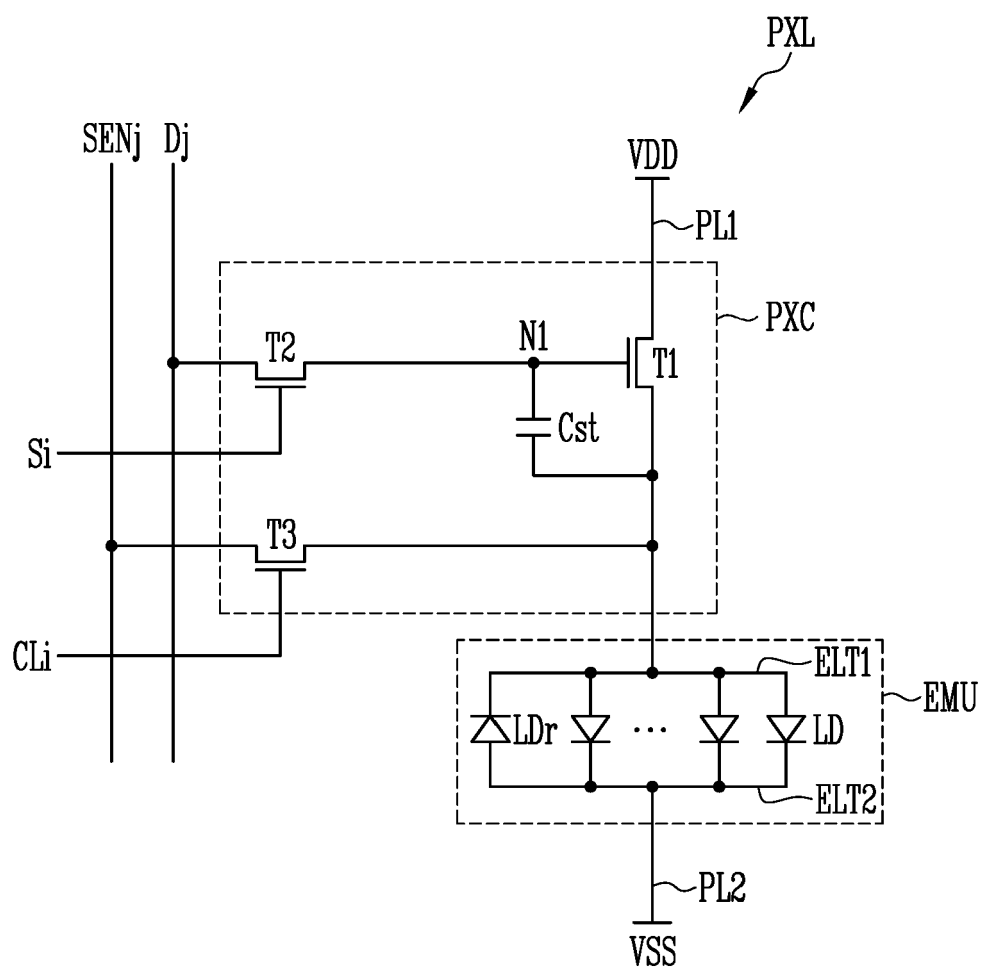 PXL
SENj Dj
VDD
PL1
PXC
T2
N1
T1
Cst
Si
T3
CLi
ELT1
EMU
LDr
...
LD
ELT2
PL2
VSS